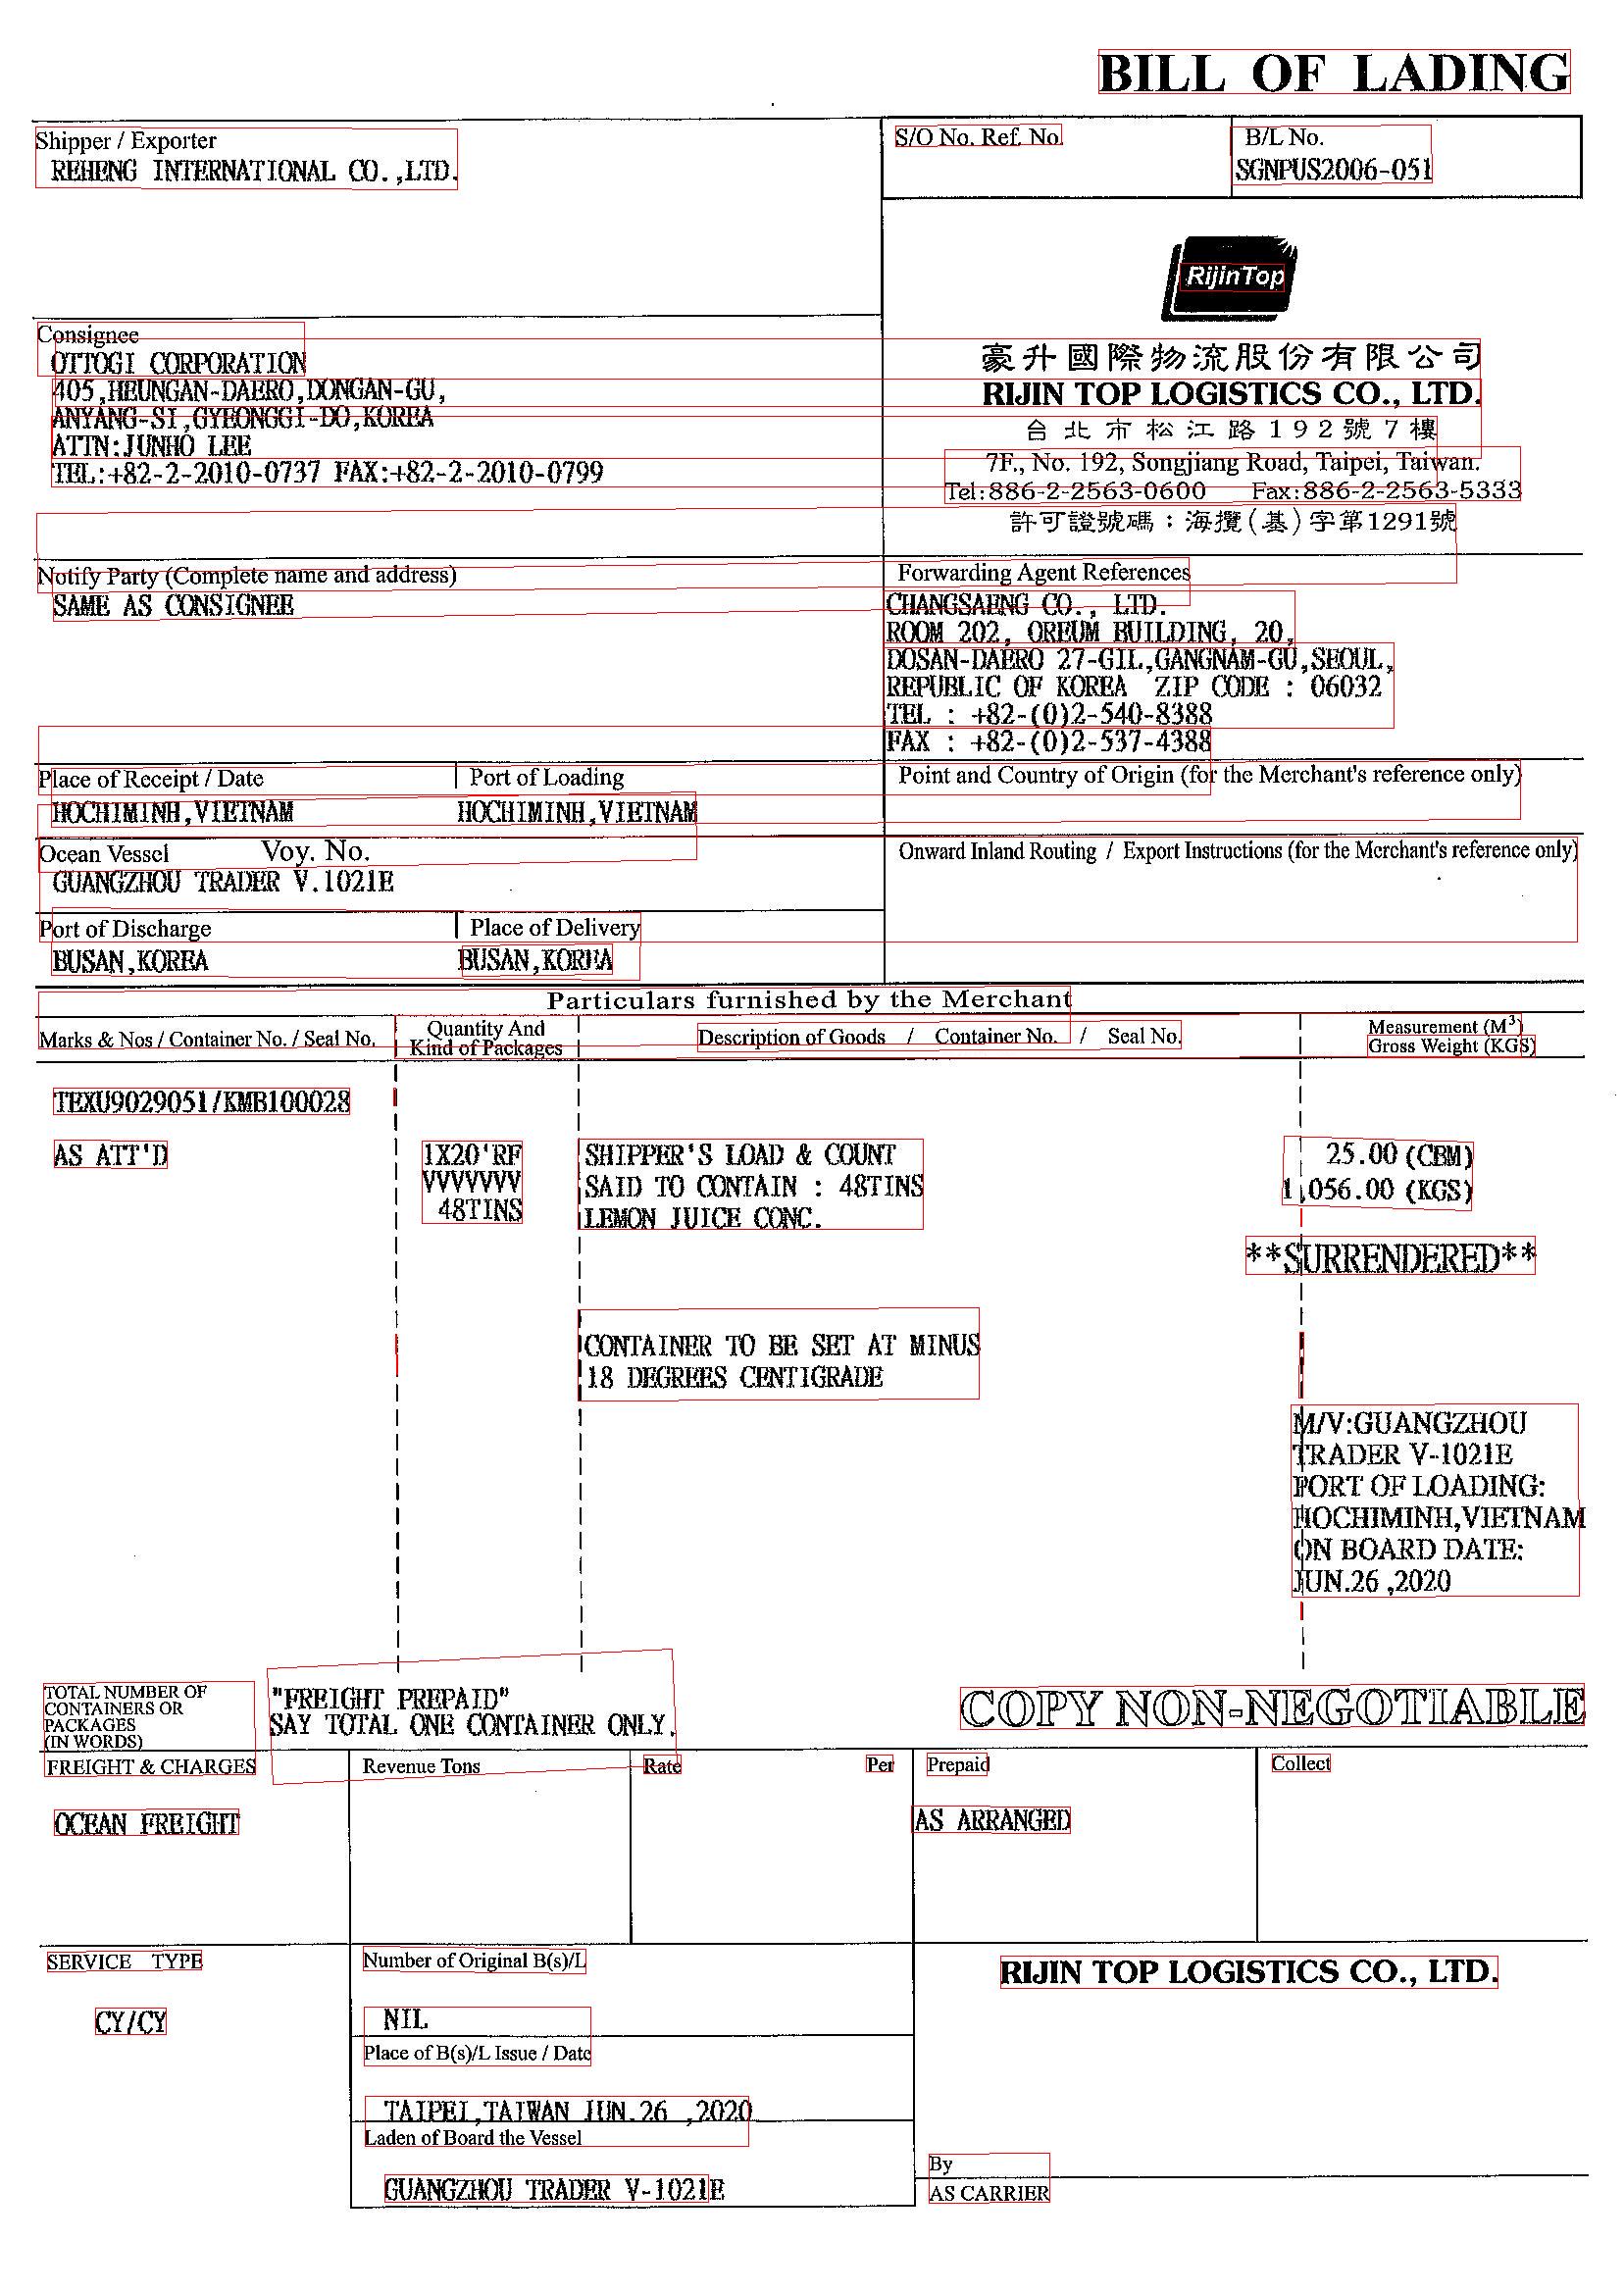 BILL OF LADING
Shipper / Exporter
REHENG INTERNATIONAL CO.,LTD.
S/O No. Ref. No.
B/L No.
SGNPUS2006-051
RijinTop
豪升國際物流股份有限公司
RIJIN TOP LOGISTICS CO., LTD.
台北市松江路192號7樓
7F., No. 192, Songjiang Road, Taipei, Taiwan.
Tel:886-2-2563-0600 Fax:886-2-2563-5333
許可證號碼：海攬(基)字第1291號
Consignee
OTTOGI CORPORATION
405,HEUNGAN-DAERO,DONGAN-GU,
ANYANG-SI,GYEONGGI-DO,KOREA
ATTN:JUNHO LEE
TEL:+82-2-2010-0737 FAX:+82-2-2010-0799
Notify Party (Complete name and address)
SAME AS CONSIGNEE
Forwarding Agent References
CHANGSAENG CO., LTD.
ROOM 202, OREUM BUILDING, 20,
DOSAN-DAERO 27-GIL,GANGNAM-GU,SEOUL,
REPUBLIC OF KOREA ZIP CODE : 06032
TEL : +82-(0)2-540-8388
FAX : +82-(0)2-537-4388
Place of Receipt / Date
HOCHIMINH,VIETNAM
Port of Loading
HOCHIMINH,VIETNAM
Point and Country of Origin (for the Merchant's reference only)
Ocean Vessel Voy. No.
GUANGZHOU TRADER V.1021E
Onward Inland Routing / Export Instructions (for the Merchant's reference only)
Port of Discharge
BUSAN,KOREA
Place of Delivery
BUSAN,KOREA
Particulars furnished by the Merchant
Marks & Nos / Container No. / Seal No.
Quantity And
Kind of Packages
Description of Goods / Container No. / Seal No.
Measurement (M³)
Gross Weight (KGS)
TEXU9029051/KMB100028
AS ATT'D
1X20'RF
VVVVVVV
48TINS
SHIPPER'S LOAD & COUNT
SAID TO CONTAIN : 48TINS
LEMON JUICE CONC.
25.00 (CBM)
1,056.00 (KGS)
**SURRENDERED**
CONTAINER TO BE SET AT MINUS
18 DEGREES CENTIGRADE
M/V:GUANGZHOU
TRADER V-1021E
PORT OF LOADING:
HOCHIMINH,VIETNAM
ON BOARD DATE:
JUN.26 ,2020
TOTAL NUMBER OF
CONTAINERS OR
PACKAGES
(IN WORDS)
"FREIGHT PREPAID"
SAY TOTAL ONE CONTAINER ONLY.
COPY NON-NEGOTIABLE
FREIGHT & CHARGES
Revenue Tons
Rate
Per
Prepaid
Collect
OCEAN FREIGHT
AS ARRANGED
SERVICE TYPE
CY/CY
Number of Original B(s)/L
NIL
Place of B(s)/L Issue / Date
TAIPEI,TAIWAN JUN.26 ,2020
Laden of Board the Vessel
GUANGZHOU TRADER V-1021E
RIJIN TOP LOGISTICS CO., LTD.
By
AS CARRIER